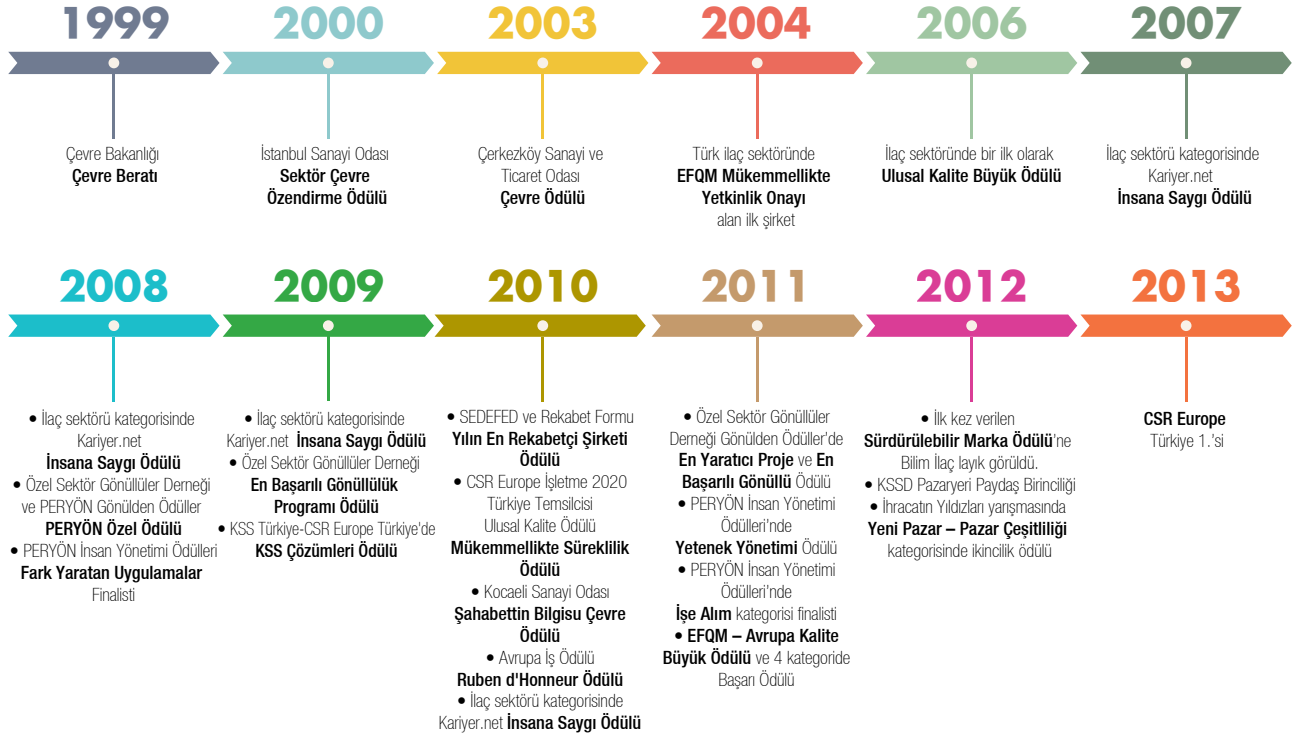 1999
Çevre Bakanlığı
Çevre Beratı
2000
İstanbul Sanayi Odası
Sektör Çevre
Özendirme Ödülü
2003
Çerkezköy Sanayi ve
Ticaret Odası
Çevre Ödülü
2004
Türk ilaç sektöründe
EFQM Mükemmellikte
Yetkinlik Onayı
alan ilk şirket
2006
İlaç sektöründe bir ilk olarak
Ulusal Kalite Büyük Ödülü
2007
İlaç sektörü kategorisinde
Kariyer.net
İnsana Saygı Ödülü
2008
• İlaç sektörü kategorisinde
Kariyer.net
İnsana Saygı Ödülü
• Özel Sektör Gönüllüler Derneği
ve PERYÖN Gönülden Ödüller
PERYÖN Özel Ödülü
• PERYÖN İnsan Yönetimi Ödülleri
Fark Yaratan Uygulamalar
Finalisti
2009
• İlaç sektörü kategorisinde
Kariyer.net İnsana Saygı Ödülü
• Özel Sektör Gönüllüler Derneği
En Başarılı Gönüllülük
Programı Ödülü
• KSS Türkiye-CSR Europe Türkiye'de
KSS Çözümleri Ödülü
2010
• SEDEFED ve Rekabet Formu
Yılın En Rekabetçi Şirketi
Ödülü
• CSR Europe İşletme 2020
Türkiye Temsilcisi
Ulusal Kalite Ödülü
Mükemmellikte Süreklilik
Ödülü
• Kocaeli Sanayi Odası
Şahabettin Bilgisu Çevre
Ödülü
• Avrupa İş Ödülü
Ruben d'Honneur Ödülü
• İlaç sektörü kategorisinde
Kariyer.net İnsana Saygı Ödülü
2011
• Özel Sektör Gönüllüler
Derneği Gönülden Ödüller'de
En Yaratıcı Proje ve En
Başarılı Gönüllü Ödülü
• PERYÖN İnsan Yönetimi
Ödülleri'nde
Yetenek Yönetimi Ödülü
• PERYÖN İnsan Yönetimi
Ödülleri'nde
İşe Alım kategorisi finalisti
• EFQM – Avrupa Kalite
Büyük Ödülü ve 4 kategoride
Başarı Ödülü
2012
• İlk kez verilen
Sürdürülebilir Marka Ödülü'ne
Bilim İlaç layık görüldü.
• KSSD Pazaryeri Paydaş Birinciliği
• İhracatın Yıldızları yarışmasında
Yeni Pazar – Pazar Çeşitliliği
kategorisinde ikincilik ödülü
2013
CSR Europe
Türkiye 1.'si